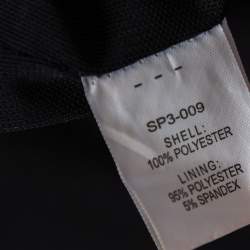 - - -
SP3-009
SHELL:
100% POLYESTER
LINING:
95% POLYESTER
5% SPANDEX